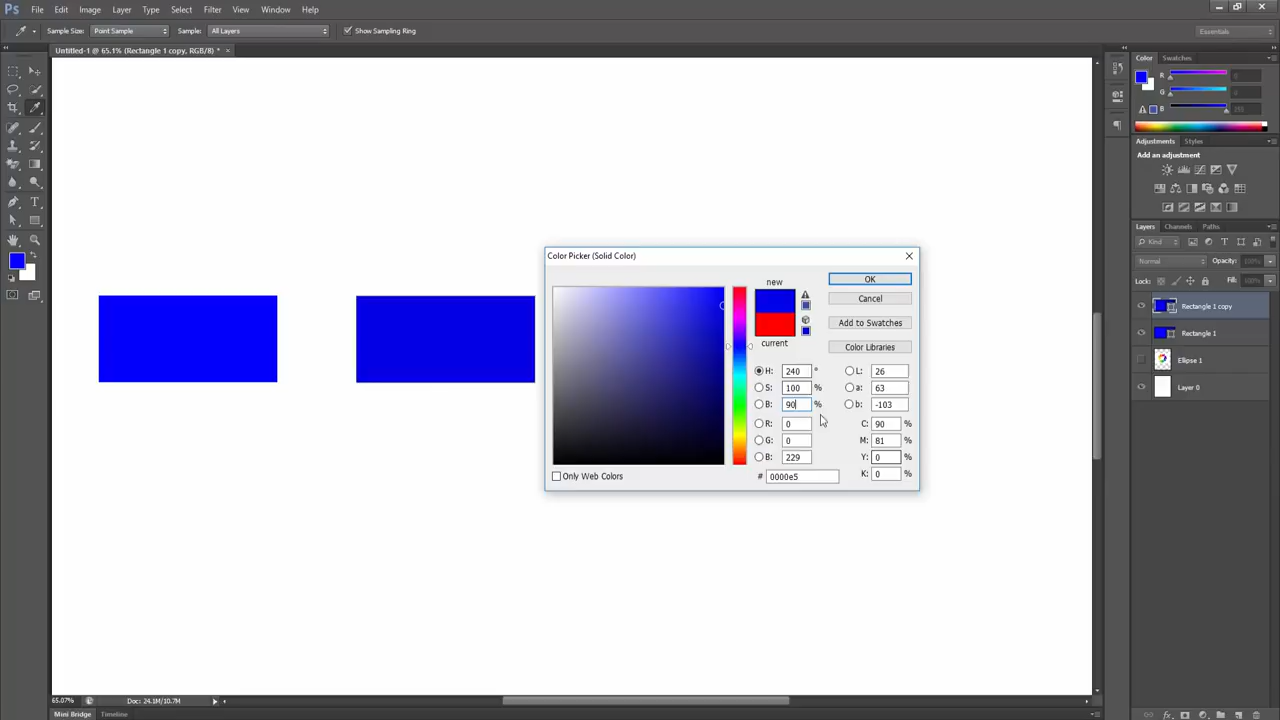 Ps File Edit Image Layer Type Select Filter View Window Help
Sample Size: Point Sample Sample: All Layers Show Sampling Ring Essentials
Untitled-1 @ 65.1% (Rectangle 1 copy, RGB/8) * ×
Color Swatches
R 0
G 0
B 255
Adjustments Styles
Add an adjustment
Layers Channels Paths
Kind
Normal Opacity: 100%
Lock: Fill: 100%
Rectangle 1 copy
Rectangle 1
Ellipse 1
Layer 0
Color Picker (Solid Color)
new
current
OK
Cancel
Add to Swatches
Color Libraries
H: 240 ° L: 26
S: 100 % a: 63
B: 90 % b: -103
R: 0 C: 90 %
G: 0 M: 81 %
B: 229 Y: 0 %
# 0000e5 K: 0 %
Only Web Colors
65.07% Doc: 24.1M/10.7M
Mini Bridge Timeline